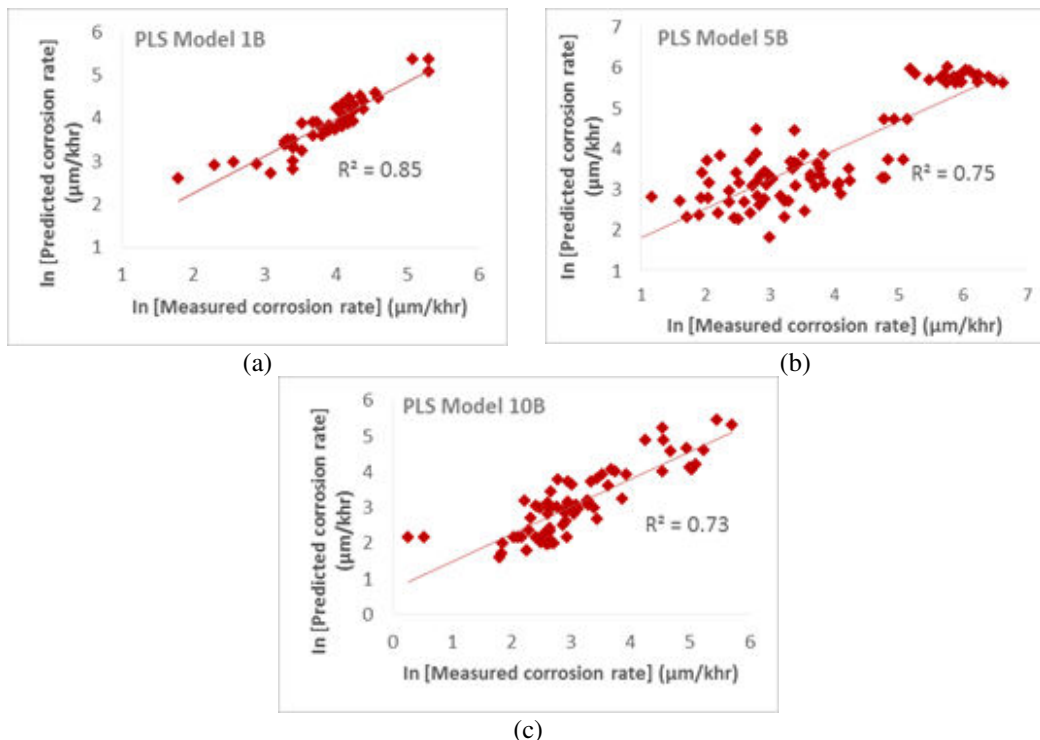 PLS Model 1B
6
5
4
3
2
1
ln [Predicted corrosion rate]
(µm/khr)
R² = 0.85
1 2 3 4 5 6
ln [Measured corrosion rate] (µm/khr)
(a)
PLS Model 5B
7
6
5
4
3
2
1
ln [Predicted corrosion rate]
(µm/khr)
R² = 0.75
1 2 3 4 5 6 7
ln [Measured corrosion rate] (µm/khr)
(b)
PLS Model 10B
6
5
4
3
2
1
0
ln [Predicted corrosion rate]
(µm/khr)
R² = 0.73
0 1 2 3 4 5 6
ln [Measured corrosion rate] (µm/khr)
(c)